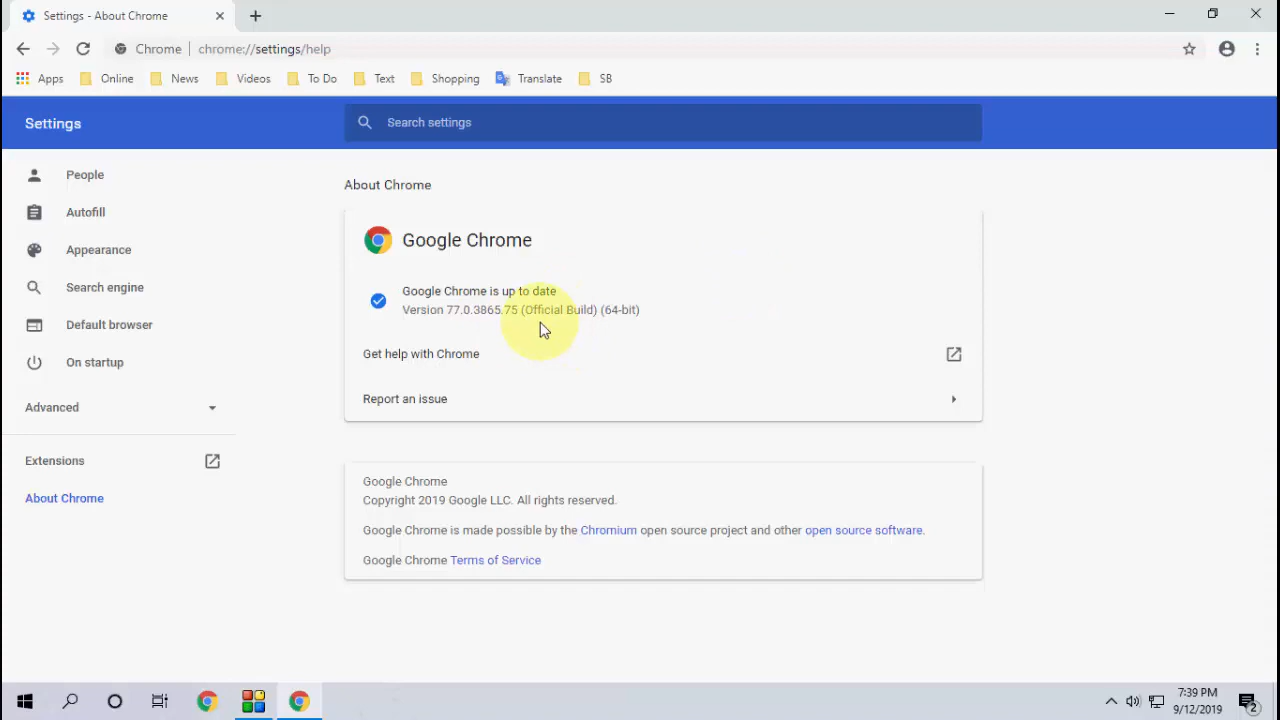 Settings - About Chrome
Chrome | chrome://settings/help
Apps Online News Videos To Do Text Shopping Translate SB
Settings
Search settings
People
Autofill
Appearance
Search engine
Default browser
On startup
Advanced
Extensions
About Chrome
About Chrome
Google Chrome
Google Chrome is up to date
Version 77.0.3865.75 (Official Build) (64-bit)
Get help with Chrome
Report an issue
Google Chrome
Copyright 2019 Google LLC. All rights reserved.
Google Chrome is made possible by the Chromium open source project and other open source software.
Google Chrome Terms of Service
7:39 PM
9/12/2019
2